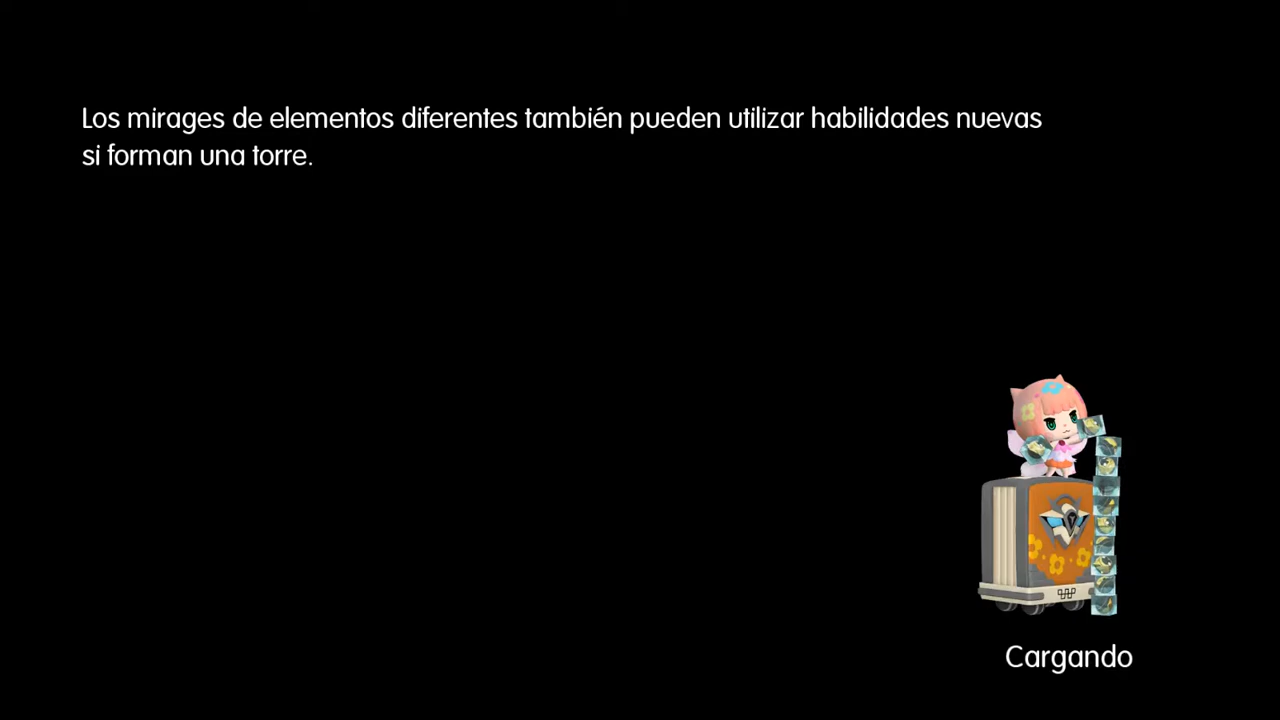 Los mirages de elementos diferentes también pueden utilizar habilidades nuevas
si forman una torre.
Cargando